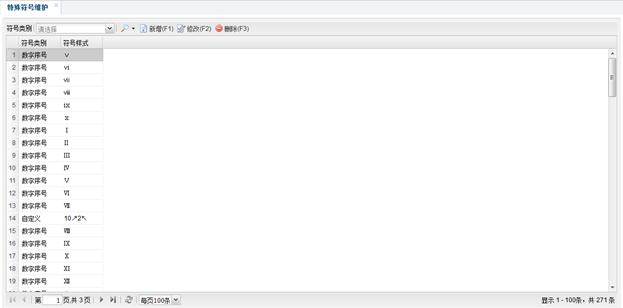 特殊符号维护
符号类别 请选择 新增(F1) 修改(F2) 删除(F3)
符号类别 符号样式
1 数字序号 ⅴ
2 数字序号 ⅵ
3 数字序号 ⅶ
4 数字序号 ⅷ
5 数字序号 ⅸ
6 数字序号 ⅹ
7 数字序号 Ⅰ
8 数字序号 Ⅱ
9 数字序号 Ⅲ
10 数字序号 Ⅳ
11 数字序号 Ⅴ
12 数字序号 Ⅵ
13 数字序号 Ⅶ
14 自定义 10↗2↖
15 数字序号 Ⅷ
16 数字序号 Ⅸ
17 数字序号 Ⅹ
18 数字序号 Ⅺ
19 数字序号 Ⅻ
第 1 页,共 3 页 每页100条 显示 1 - 100条，共 271 条